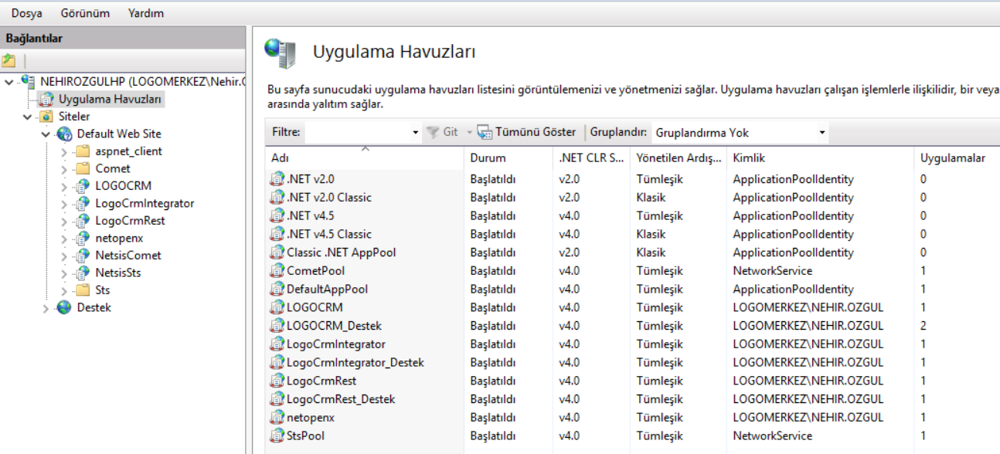 Dosya Görünüm Yardım
Bağlantılar
NEHIROZGULHP (LOGOMERKEZ\Nehir.
Uygulama Havuzları
Siteler
Default Web Site
aspnet_client
Comet
LOGOCRM
LogoCrmIntegrator
LogoCrmRest
netopenx
NetsisComet
NetsisSts
Sts
Destek
Uygulama Havuzları
Bu sayfa sunucudaki uygulama havuzları listesini görüntülemenizi ve yönetmenizi sağlar. Uygulama havuzları çalışan işlemlerle ilişkilidir, bir veya
arasında yalıtım sağlar.
Filtre: Git Tümünü Göster Gruplandır: Gruplandırma Yok
Adı Durum .NET CLR S... Yönetilen Ardış... Kimlik Uygulamalar
.NET v2.0 Başlatıldı v2.0 Tümleşik ApplicationPoolIdentity 0
.NET v2.0 Classic Başlatıldı v2.0 Klasik ApplicationPoolIdentity 0
.NET v4.5 Başlatıldı v4.0 Tümleşik ApplicationPoolIdentity 0
.NET v4.5 Classic Başlatıldı v4.0 Klasik ApplicationPoolIdentity 0
Classic .NET AppPool Başlatıldı v2.0 Klasik ApplicationPoolIdentity 0
CometPool Başlatıldı v4.0 Tümleşik NetworkService 1
DefaultAppPool Başlatıldı v4.0 Tümleşik ApplicationPoolIdentity 1
LOGOCRM Başlatıldı v4.0 Tümleşik LOGOMERKEZ\NEHIR.OZGUL 1
LOGOCRM_Destek Başlatıldı v4.0 Tümleşik LOGOMERKEZ\NEHIR.OZGUL 2
LogoCrmIntegrator Başlatıldı v4.0 Tümleşik LOGOMERKEZ\NEHIR.OZGUL 1
LogoCrmIntegrator_Destek Başlatıldı v4.0 Tümleşik LOGOMERKEZ\NEHIR.OZGUL 1
LogoCrmRest Başlatıldı v4.0 Tümleşik LOGOMERKEZ\NEHIR.OZGUL 1
LogoCrmRest_Destek Başlatıldı v4.0 Tümleşik LOGOMERKEZ\NEHIR.OZGUL 1
netopenx Başlatıldı v4.0 Tümleşik LOGOMERKEZ\NEHIR.OZGUL 1
StsPool Başlatıldı v4.0 Tümleşik NetworkService 1